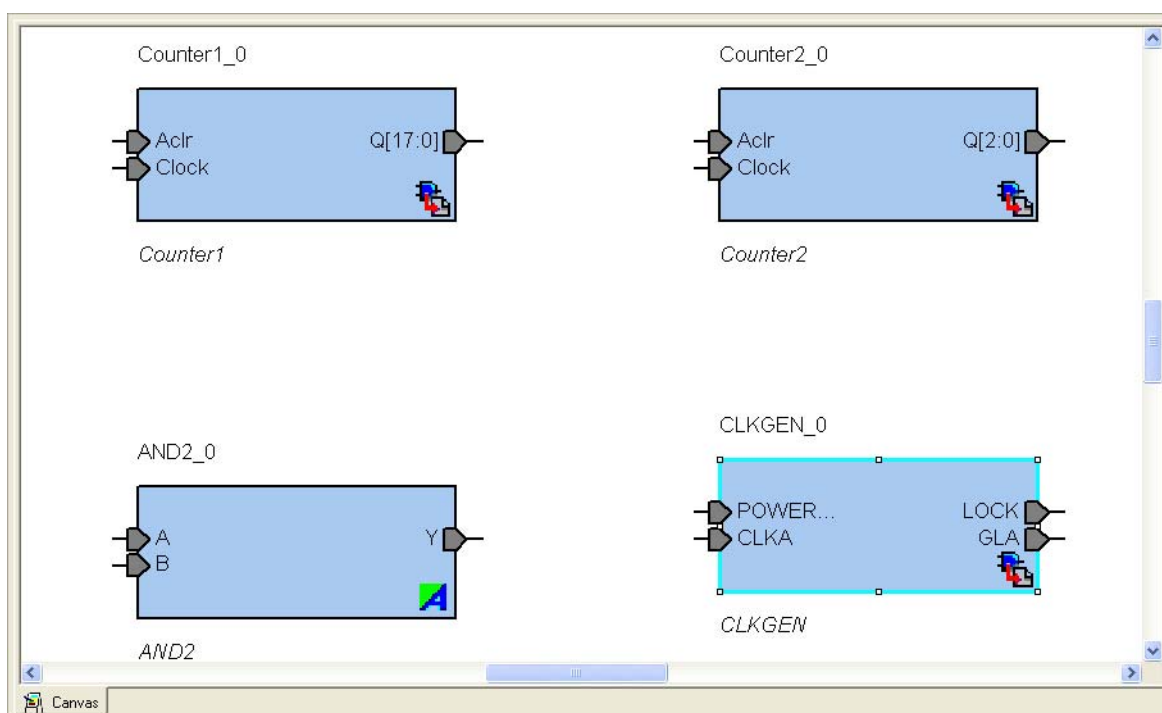 Counter1_0
Aclr Q[17:0]
Clock
Counter1
Counter2_0
Aclr Q[2:0]
Clock
Counter2
AND2_0
A Y
B
AND2
CLKGEN_0
POWER... LOCK
CLKA GLA
CLKGEN
Canvas